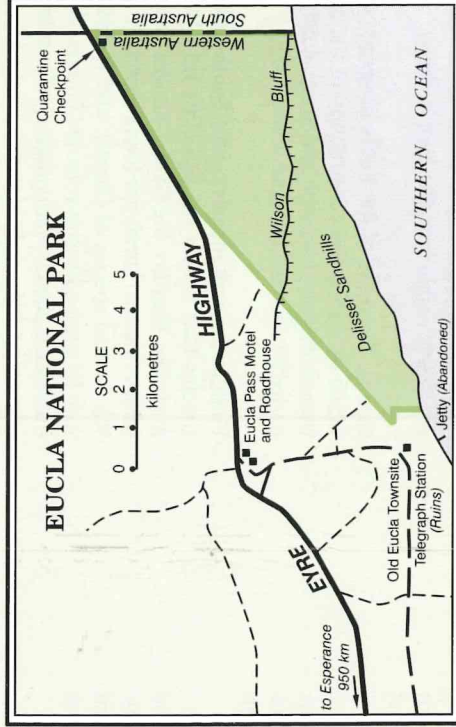 EUCLA NATIONAL PARK
SCALE
0 1 2 3 4 5
kilometres
Quarantine
Checkpoint
Western Australia
South Australia
HIGHWAY
EYRE
Eucla Pass Motel
and Roadhouse
Wilson Bluff
Delisser Sandhills
SOUTHERN OCEAN
Jetty (Abandoned)
Old Eucla Townsite
Telegraph Station
(Ruins)
to Esperance
950 km